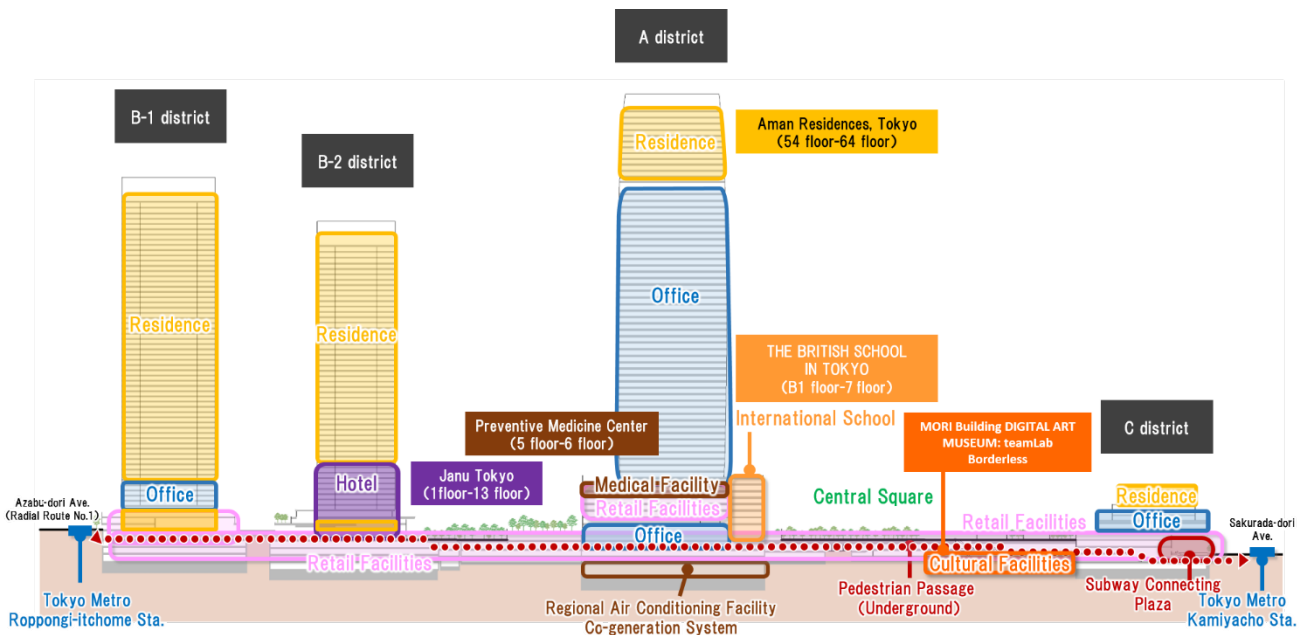 A district
B-1 district
B-2 district
Residence
Aman Residences, Tokyo
(54 floor-64 floor)
Residence
Residence
Office
THE BRITISH SCHOOL
IN TOKYO
(B1 floor-7 floor)
International School
Preventive Medicine Center
(5 floor-6 floor)
MORI Building DIGITAL ART
MUSEUM: teamLab
Borderless
C district
Hotel
Janu Tokyo
(1floor-13 floor)
Medical Facility
Retail Facilities
Office
Central Square
Residence
Office
Azabu-dori Ave.
(Radial Route No.1)
Office
Retail Facilities
Sakurada-dori
Ave.
Retail Facilities
Cultural Facilities
Tokyo Metro
Roppongi-itchome Sta.
Regional Air Conditioning Facility
Co-generation System
Pedestrian Passage
(Underground)
Subway Connecting
Plaza
Tokyo Metro
Kamiyacho Sta.